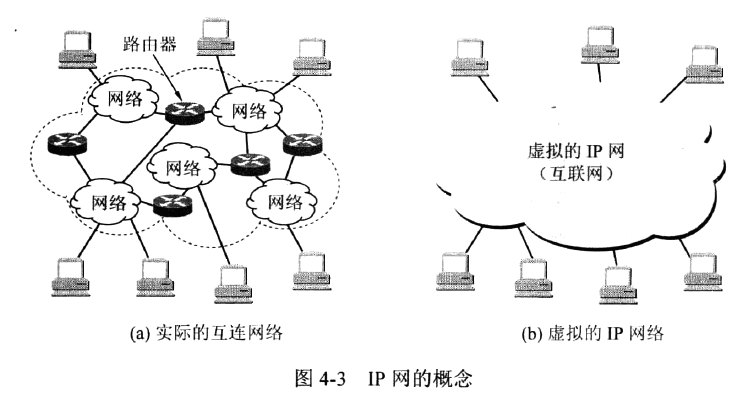 路由器
网络
网络
网络
网络
网络
(a) 实际的互连网络
虚拟的 IP 网
(互联网)
(b) 虚拟的 IP 网络
图 4-3 IP 网的概念